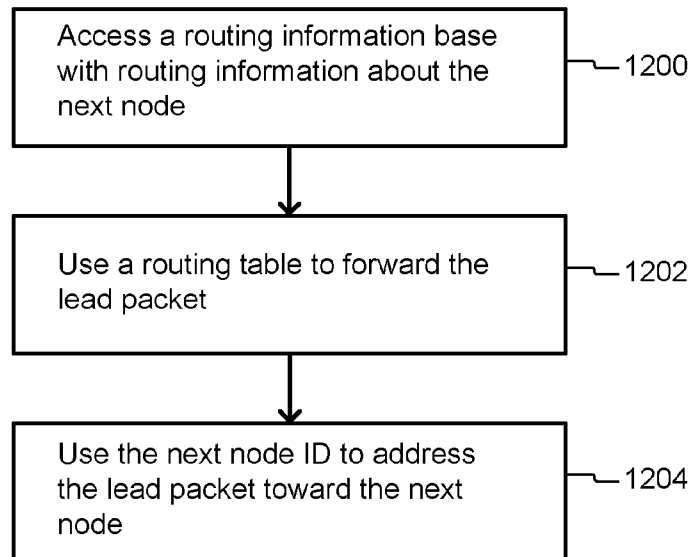 Access a routing information base
with routing information about the
next node
1200
Use a routing table to forward the
lead packet
1202
Use the next node ID to address
the lead packet toward the next
node
1204